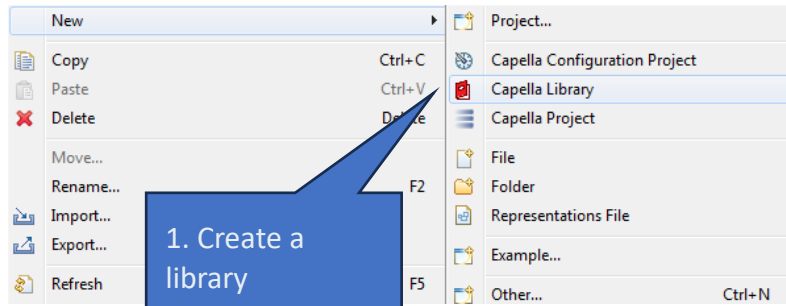 New
Copy Ctrl+C
Paste Ctrl+V
Delete Delete
Move...
Rename... F2
Import...
Export...
Refresh F5
Project...
Capella Configuration Project
Capella Library
Capella Project
File
Folder
Representations File
Example...
Other... Ctrl+N
1. Create a
library